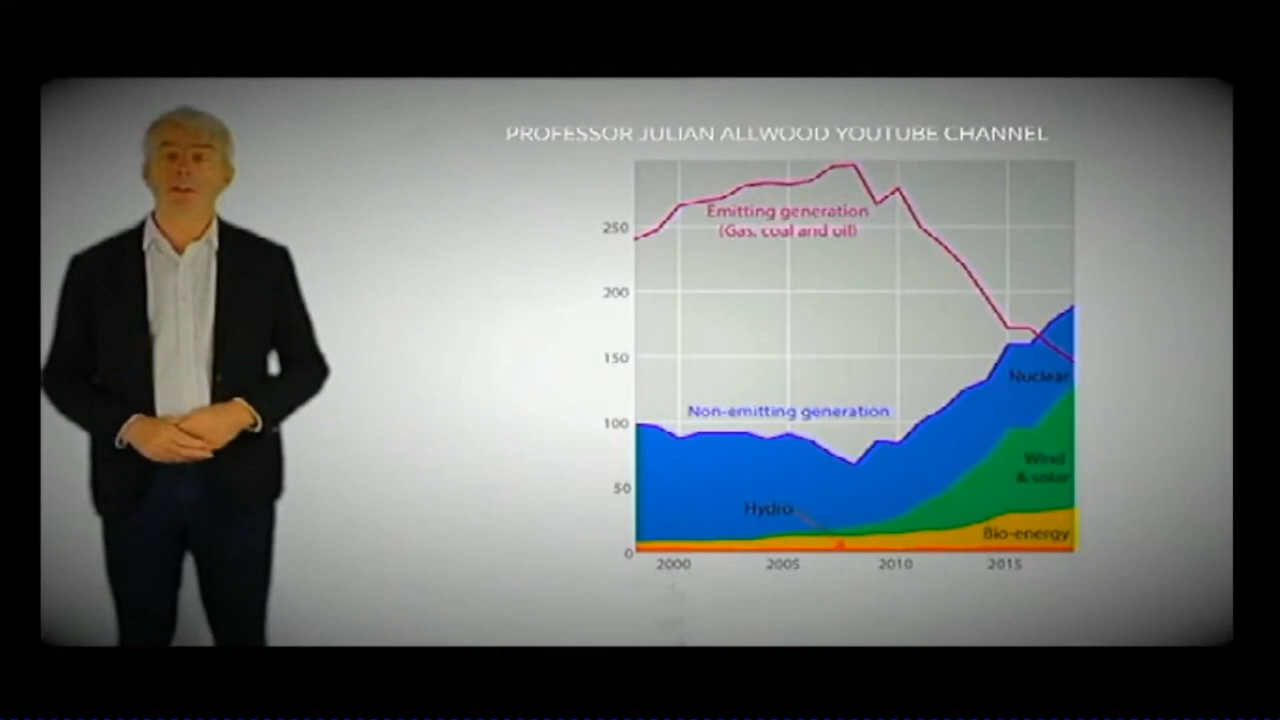 PROFESSOR JULIAN ALLWOOD YOUTUBE CHANNEL
Emitting generation
(Gas, coal and oil)
250
200
150
Nuclear
Non-emitting generation
100
Wind
& solar
50
Hydro
Bio-energy
0
2000 2005 2010 2015